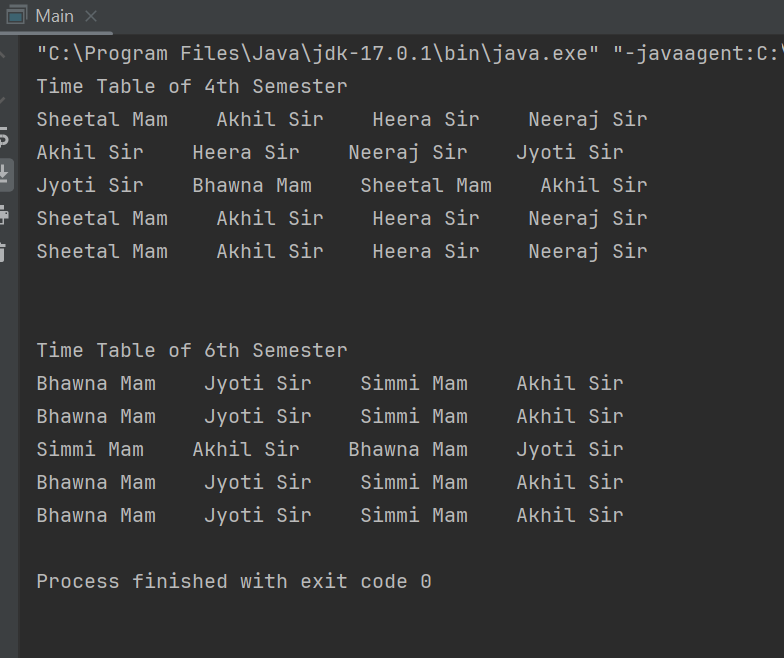 Main
"C:\Program Files\Java\jdk-17.0.1\bin\java.exe" "-javaagent:C:\
Time Table of 4th Semester
Sheetal Mam    Akhil Sir    Heera Sir    Neeraj Sir
Akhil Sir    Heera Sir    Neeraj Sir    Jyoti Sir
Jyoti Sir    Bhawna Mam    Sheetal Mam    Akhil Sir
Sheetal Mam    Akhil Sir    Heera Sir    Neeraj Sir
Sheetal Mam    Akhil Sir    Heera Sir    Neeraj Sir
Time Table of 6th Semester
Bhawna Mam    Jyoti Sir    Simmi Mam    Akhil Sir
Bhawna Mam    Jyoti Sir    Simmi Mam    Akhil Sir
Simmi Mam    Akhil Sir    Bhawna Mam    Jyoti Sir
Bhawna Mam    Jyoti Sir    Simmi Mam    Akhil Sir
Bhawna Mam    Jyoti Sir    Simmi Mam    Akhil Sir
Process finished with exit code 0